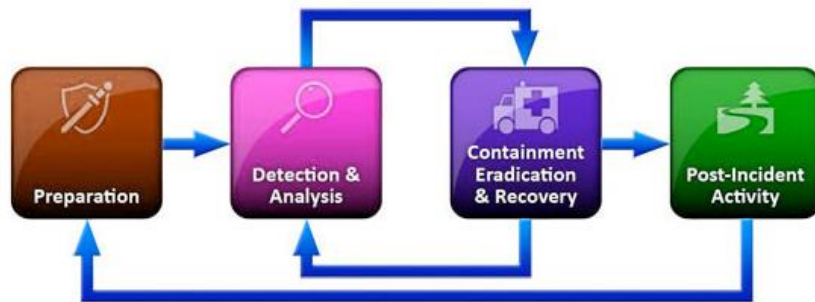 Preparation
Detection &
Analysis
Containment
Eradication
& Recovery
Post-Incident
Activity